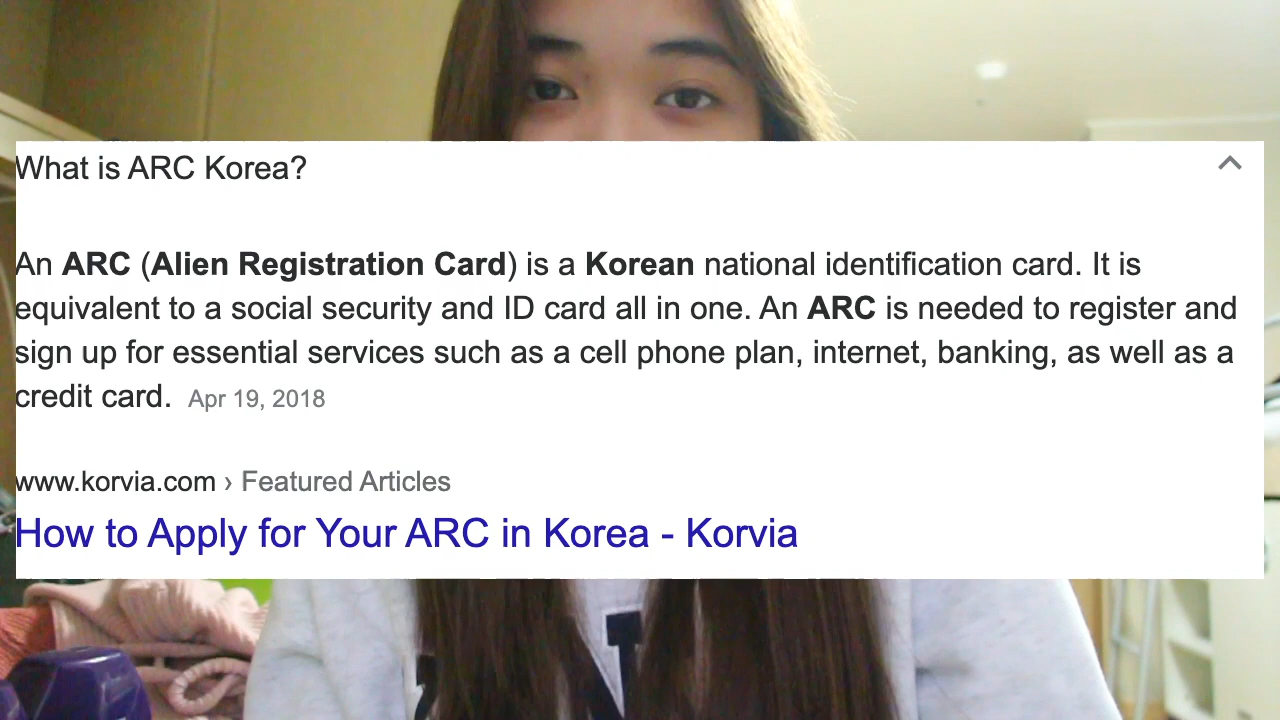 What is ARC Korea?
An ARC (Alien Registration Card) is a Korean national identification card. It is
equivalent to a social security and ID card all in one. An ARC is needed to register and
sign up for essential services such as a cell phone plan, internet, banking, as well as a
credit card. Apr 19, 2018
www.korvia.com › Featured Articles
How to Apply for Your ARC in Korea - Korvia